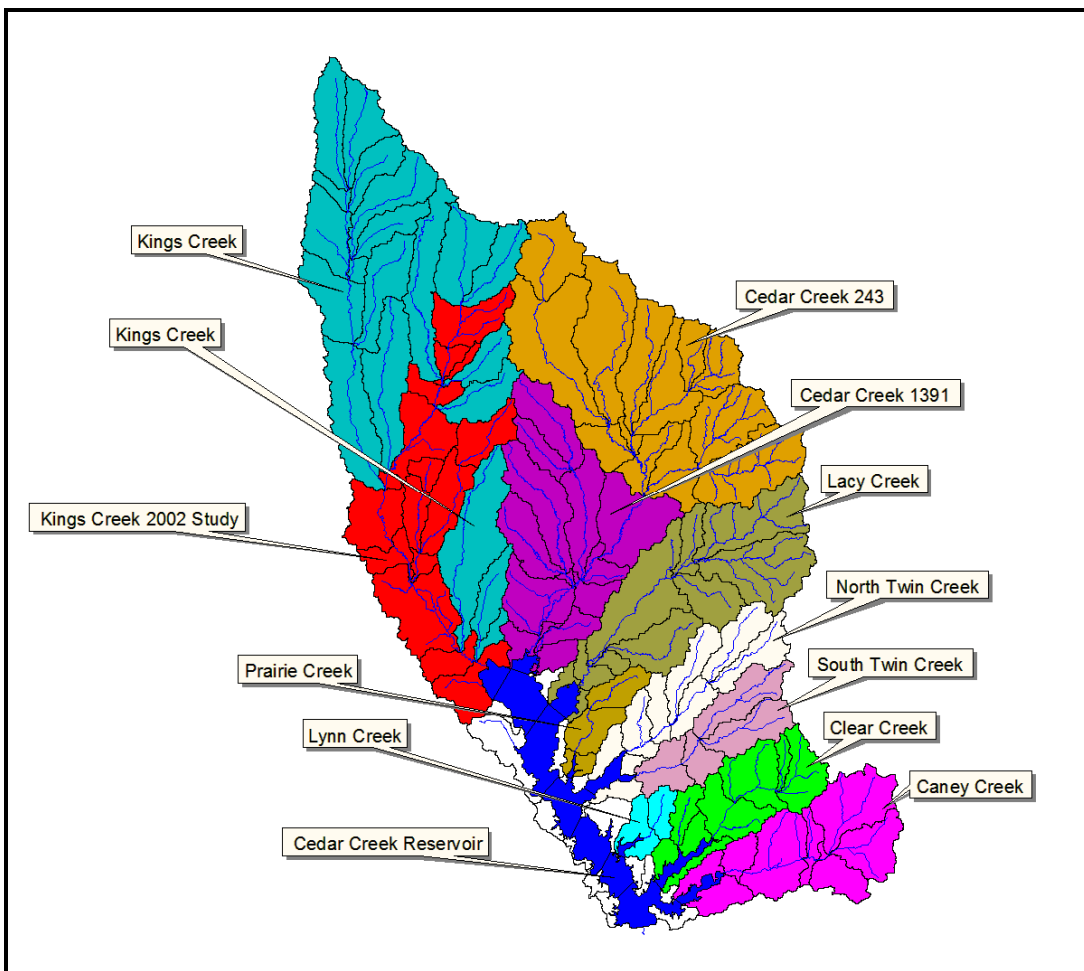 Kings Creek
Cedar Creek 243
Kings Creek
Cedar Creek 1391
Lacy Creek
Kings Creek 2002 Study
North Twin Creek
South Twin Creek
Prairie Creek
Clear Creek
Lynn Creek
Caney Creek
Cedar Creek Reservoir